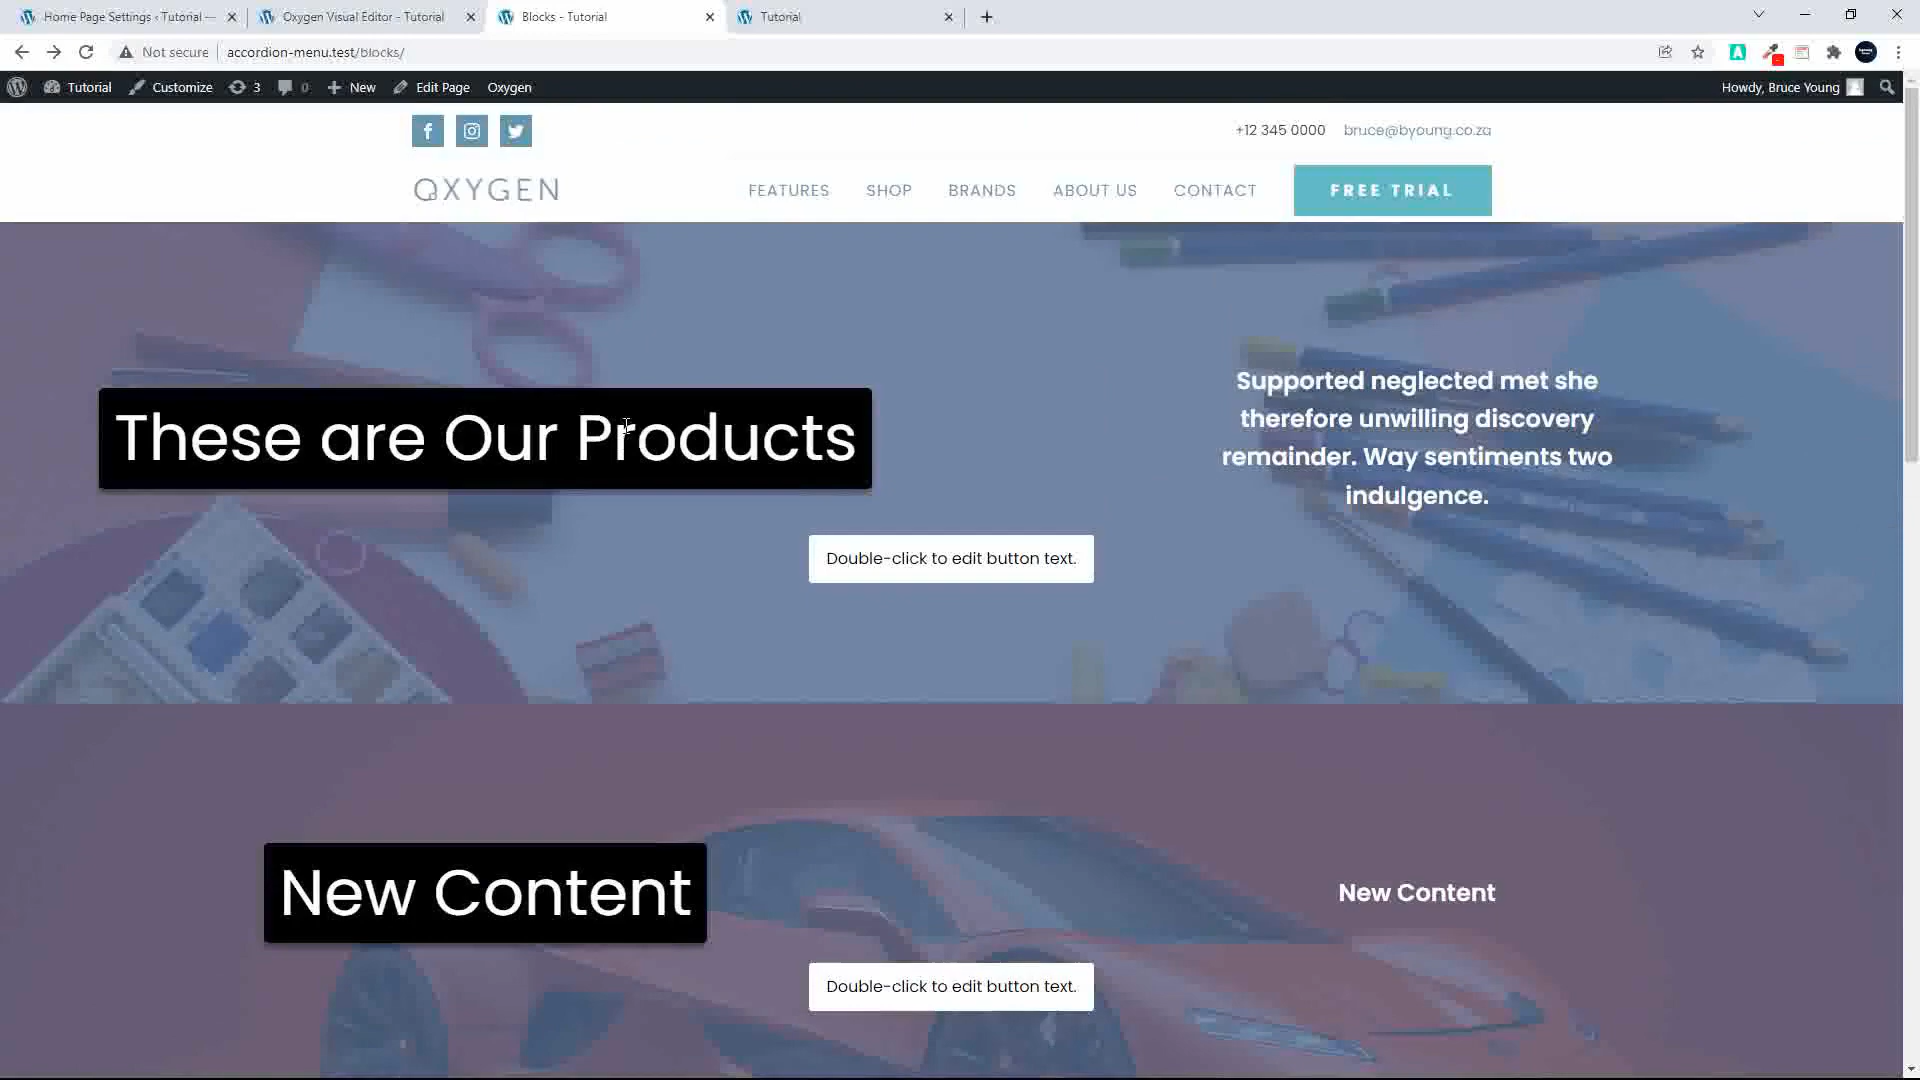 Home Page Settings ‹ Tutorial —
Oxygen Visual Editor - Tutorial
Blocks - Tutorial
Tutorial
Not secure
accordion-menu.test/blocks/
Tutorial
Customize
3
0
New
Edit Page
Oxygen
Howdy, Bruce Young
+12 345 0000
bruce@byoung.co.za
OXYGEN
FEATURES
SHOP
BRANDS
ABOUT US
CONTACT
FREE TRIAL
These are Our Products
Supported neglected met she
therefore unwilling discovery
remainder. Way sentiments two
indulgence.
Double-click to edit button text.
New Content
New Content
Double-click to edit button text.